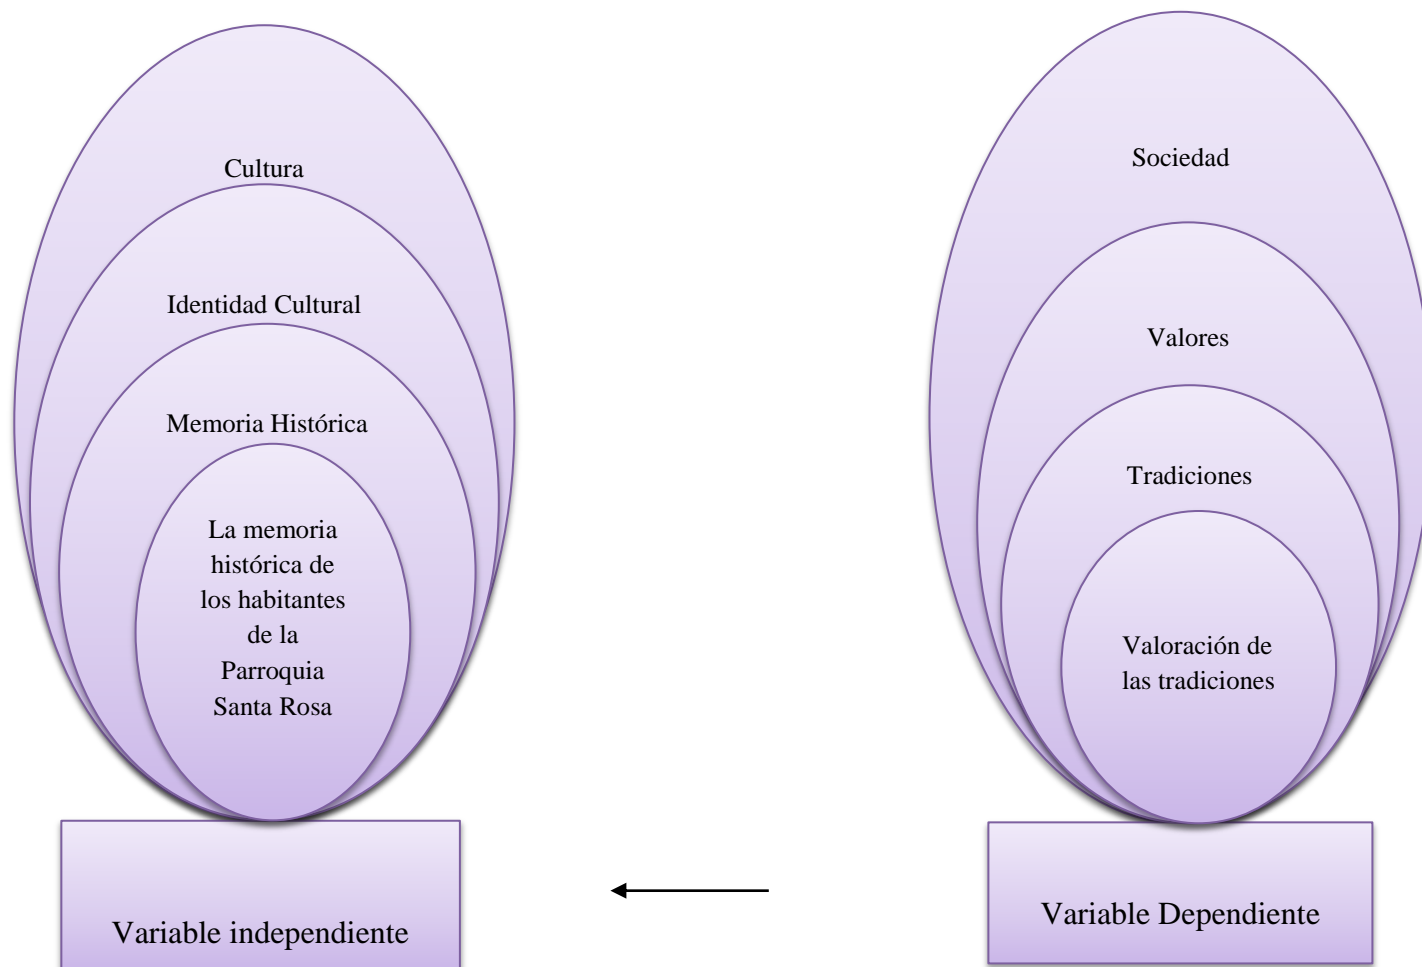 Cultura
Identidad Cultural
Memoria Histórica
La memoria
histórica de
los habitantes
de la
Parroquia
Santa Rosa
Variable independiente
Sociedad
Valores
Tradiciones
Valoración de
las tradiciones
Variable Dependiente